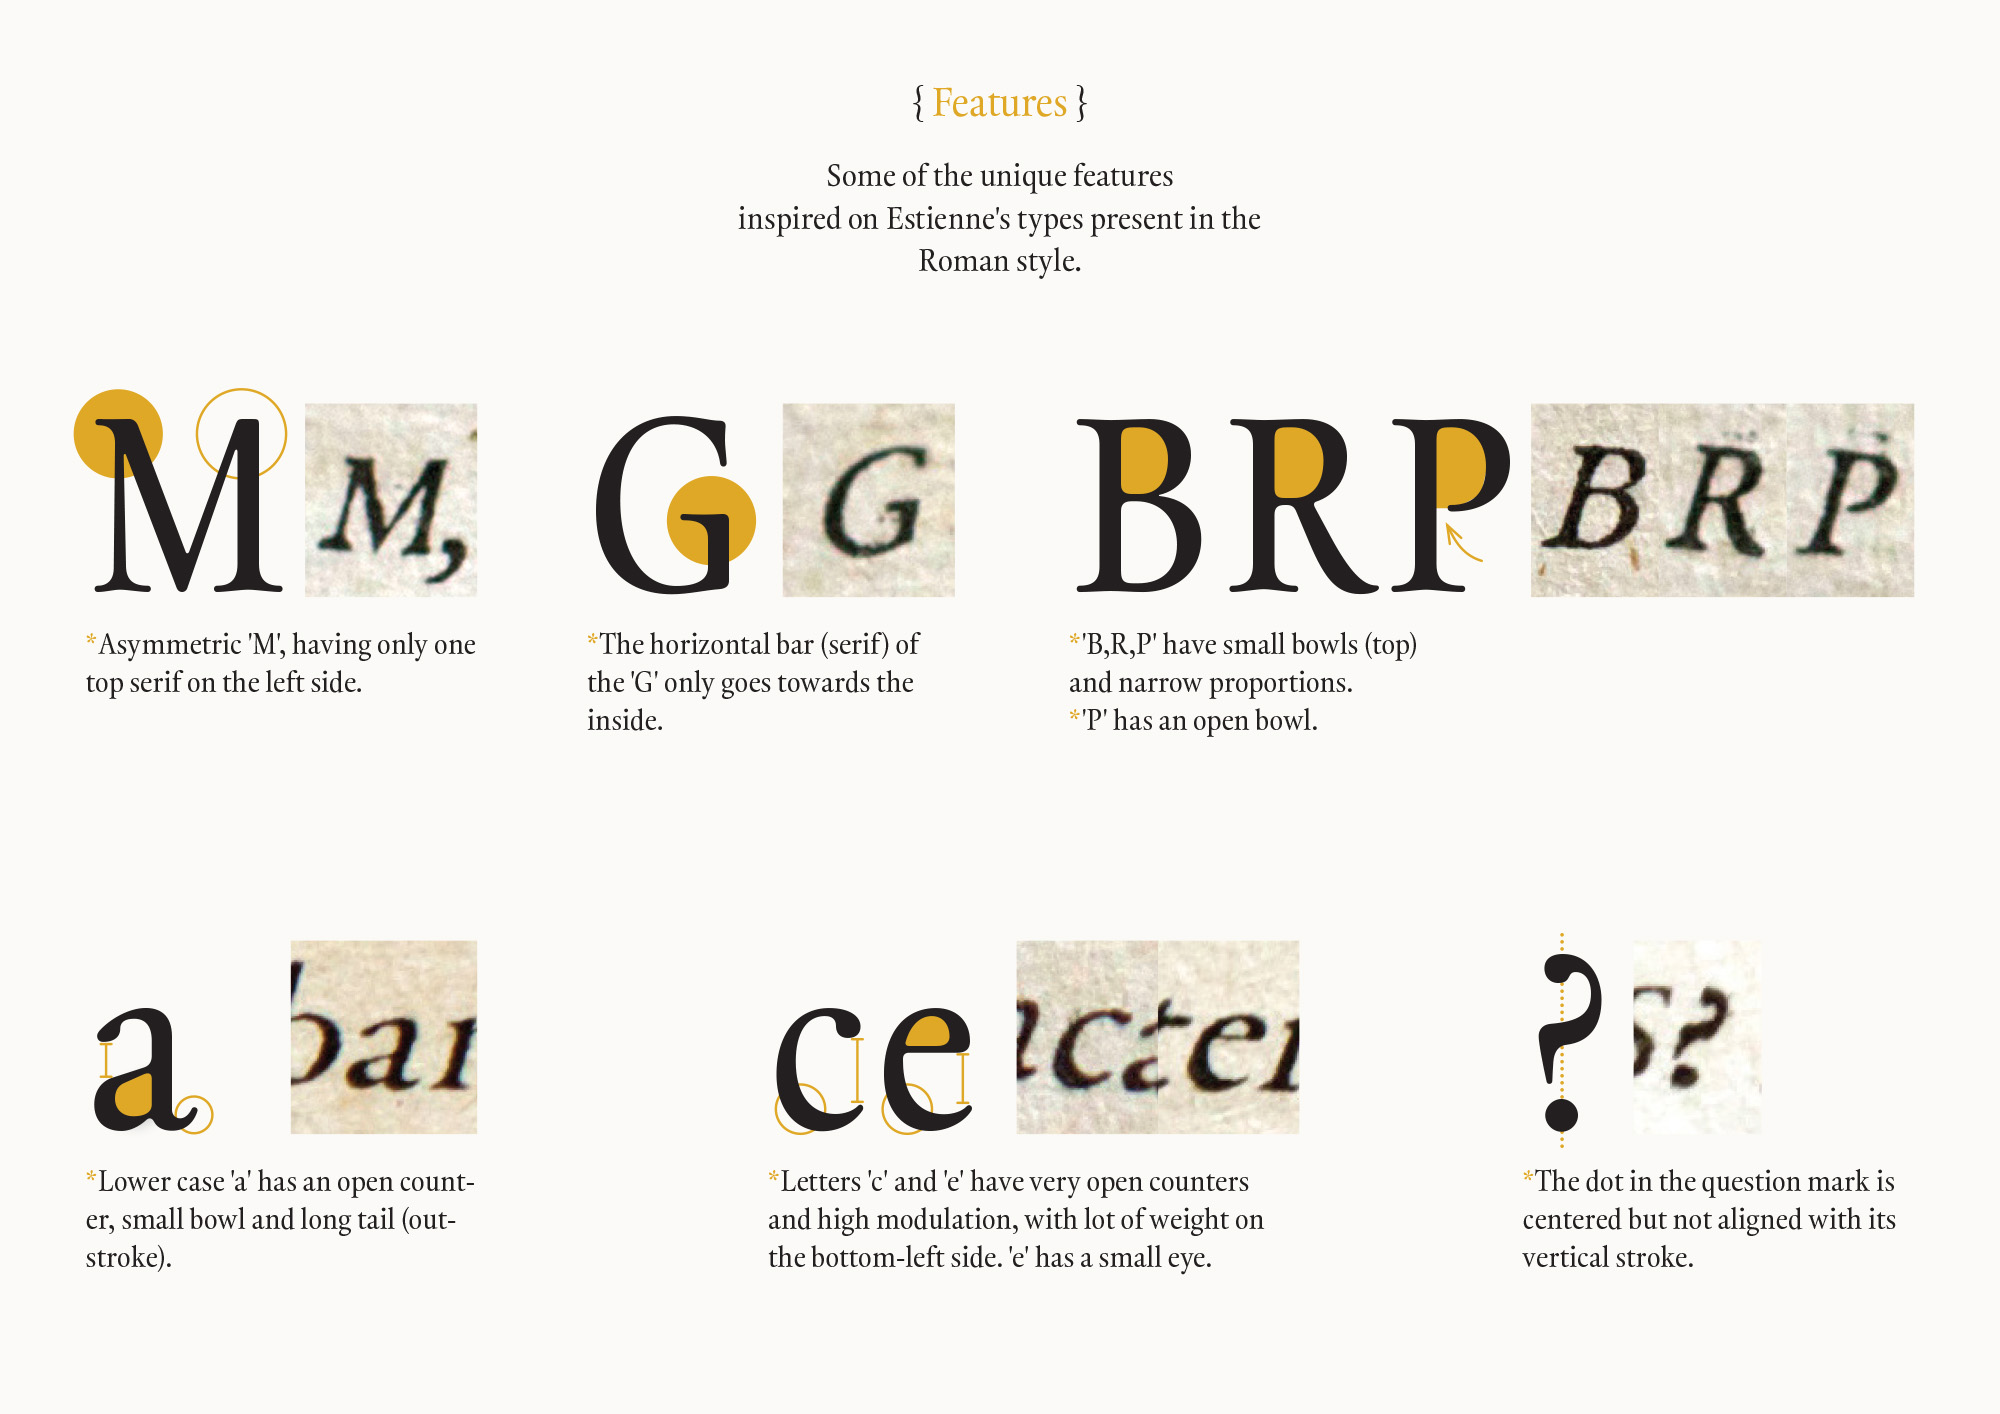 { Features }
Some of the unique features
inspired on Estienne's types present in the
Roman style.
M
M,
G
G
BRP
B R P
*Asymmetric 'M', having only one
top serif on the left side.
*The horizontal bar (serif) of
the 'G' only goes towards the
inside.
*'B,R,P' have small bowls (top)
and narrow proportions.
*'P' has an open bowl.
a
bar
ce
?
*Lower case 'a' has an open count-
er, small bowl and long tail (out-
stroke).
*Letters 'c' and 'e' have very open counters
and high modulation, with lot of weight on
the bottom-left side. 'e' has a small eye.
*The dot in the question mark is
centered but not aligned with its
vertical stroke.